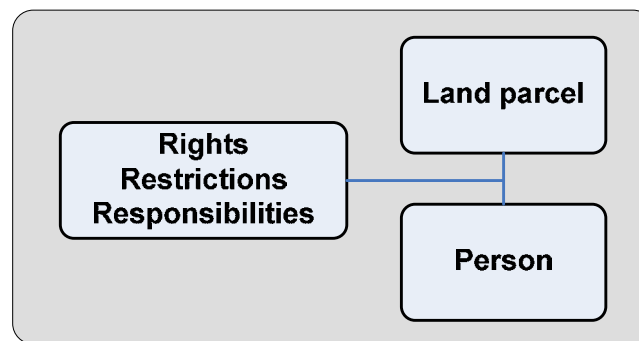 Land parcel
Rights
Restrictions
Responsibilities
Person